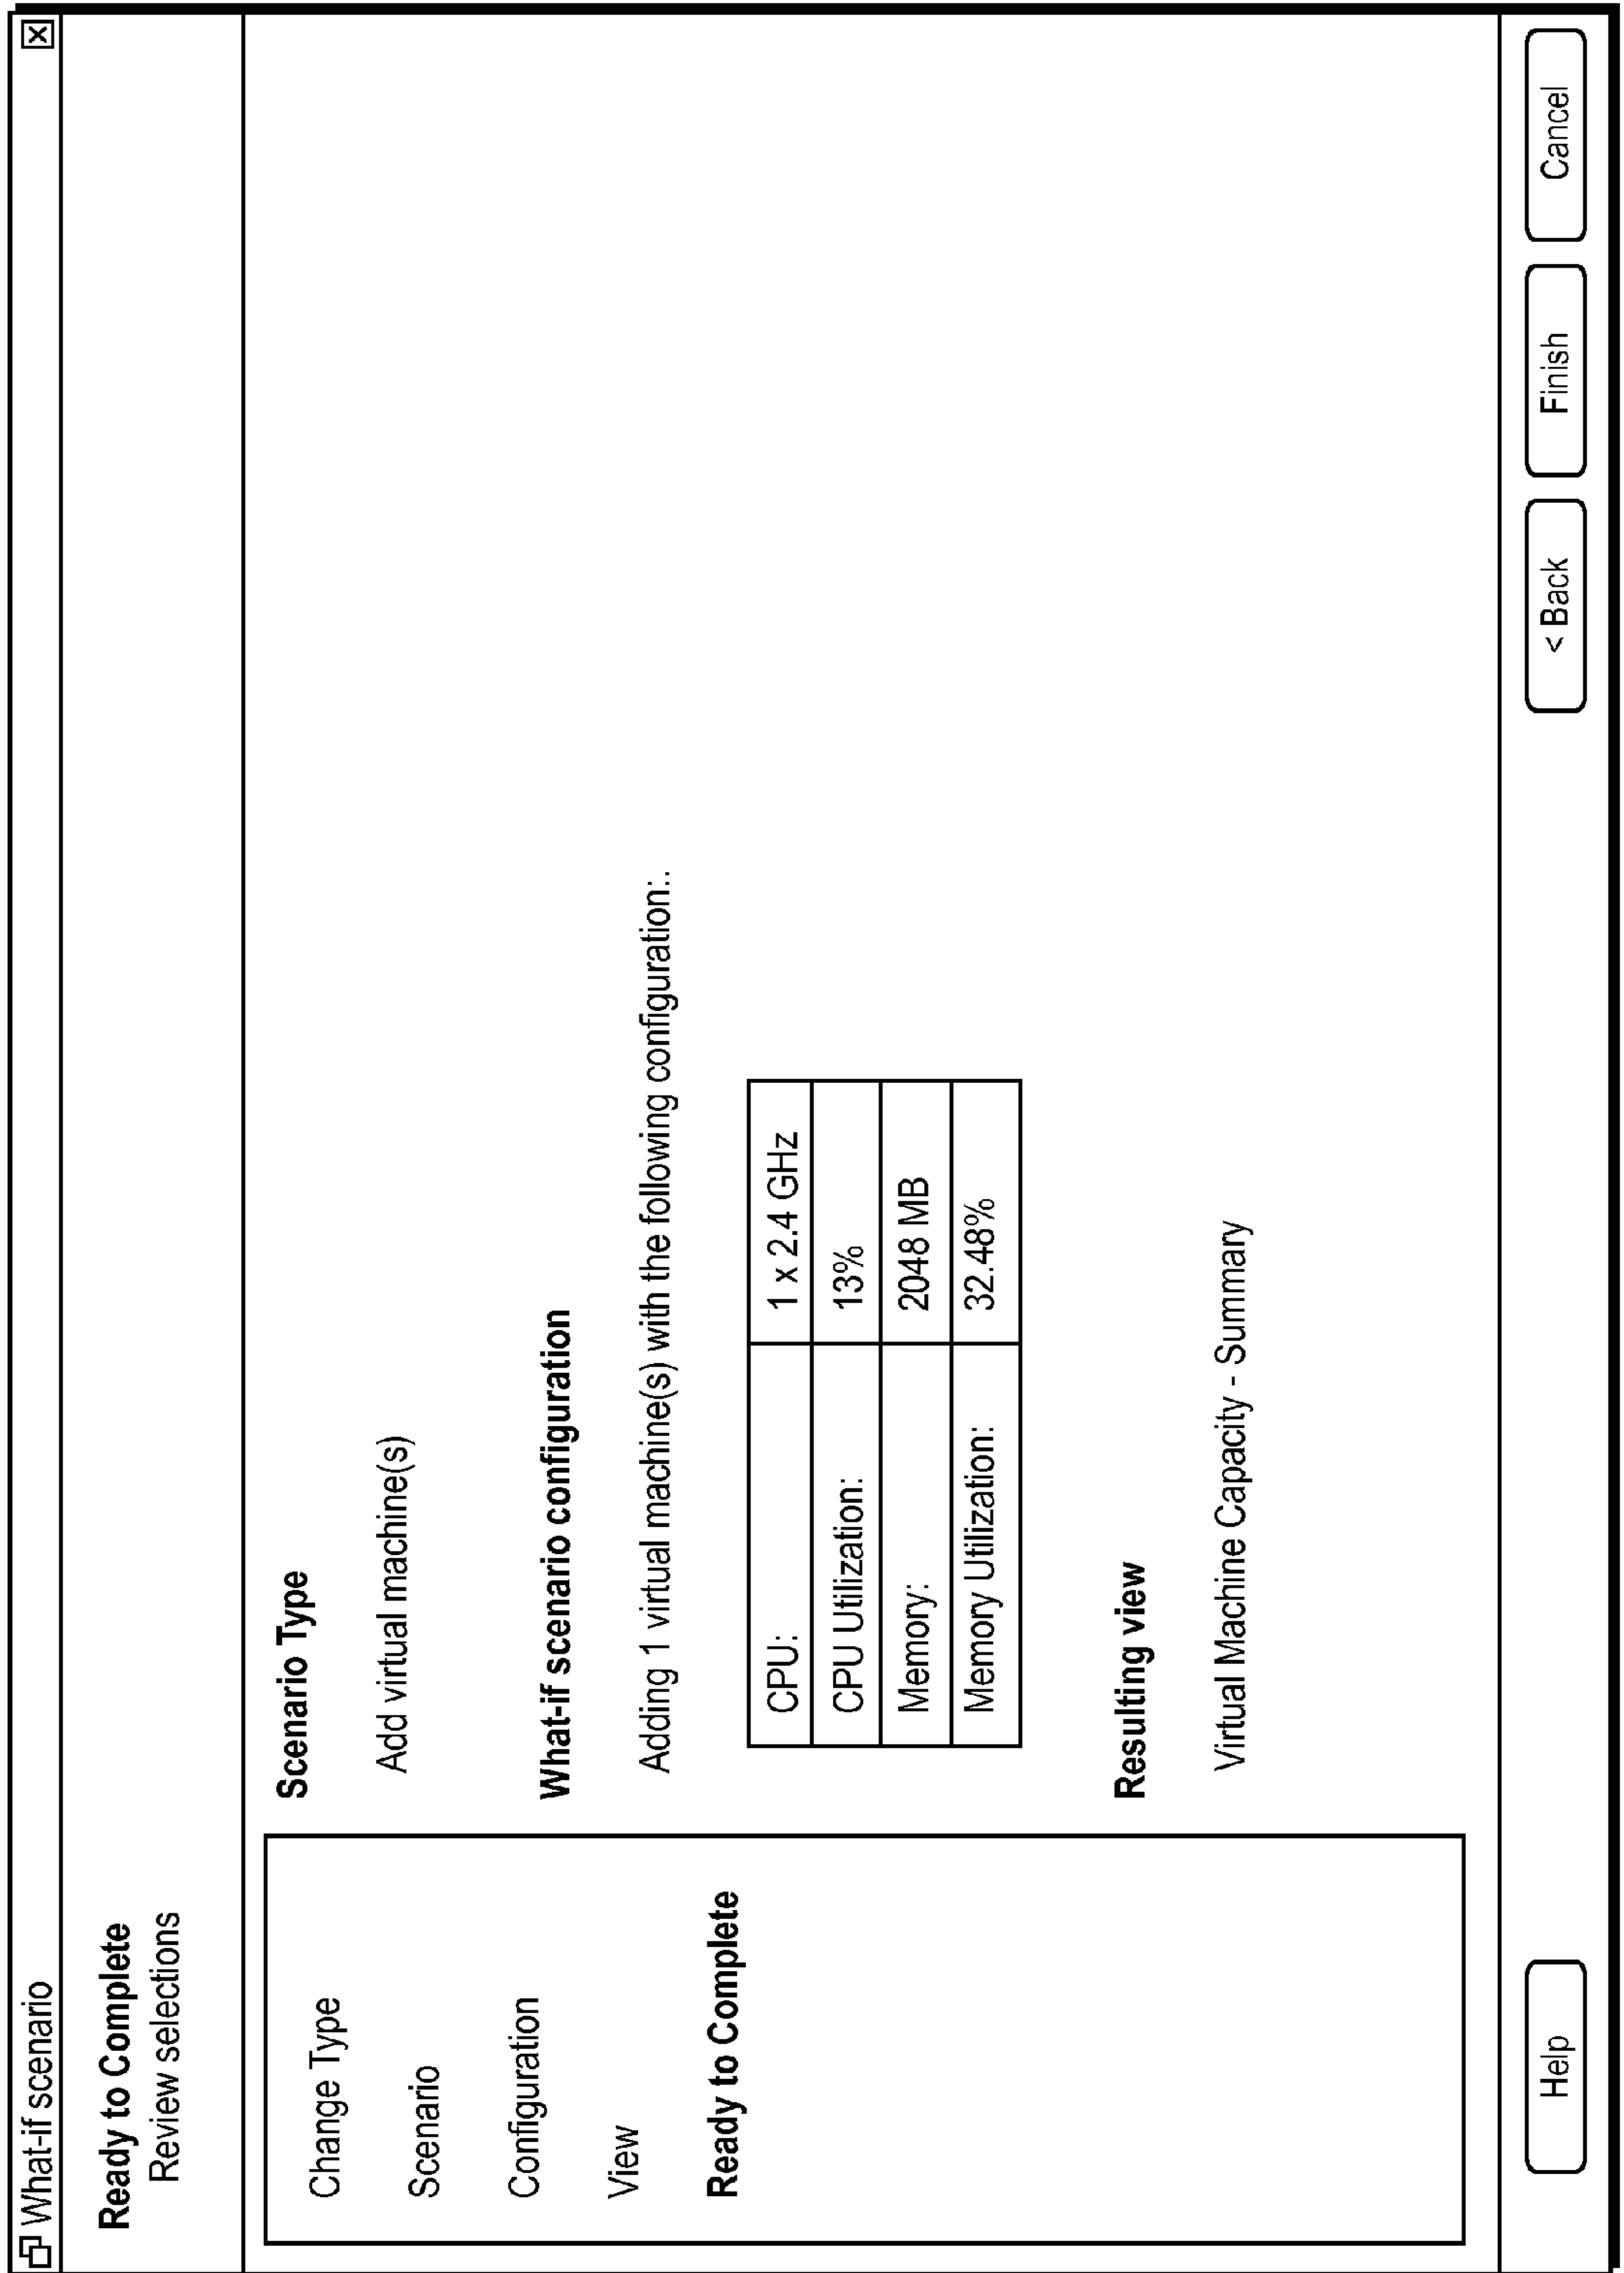 What-if scenario
Ready to Complete
Review selections
Change Type
Scenario
Configuration
View
Ready to Complete
Scenario Type
Add virtual machine(s)
What-if scenario configuration
Adding 1 virtual machine(s) with the following configuration:.
CPU: 1 x 2.4 GHz
CPU Utilization: 13%
Memory: 2048 MB
Memory Utilization: 32.48%
Resulting view
Virtual Machine Capacity - Summary
Help < Back Finish Cancel